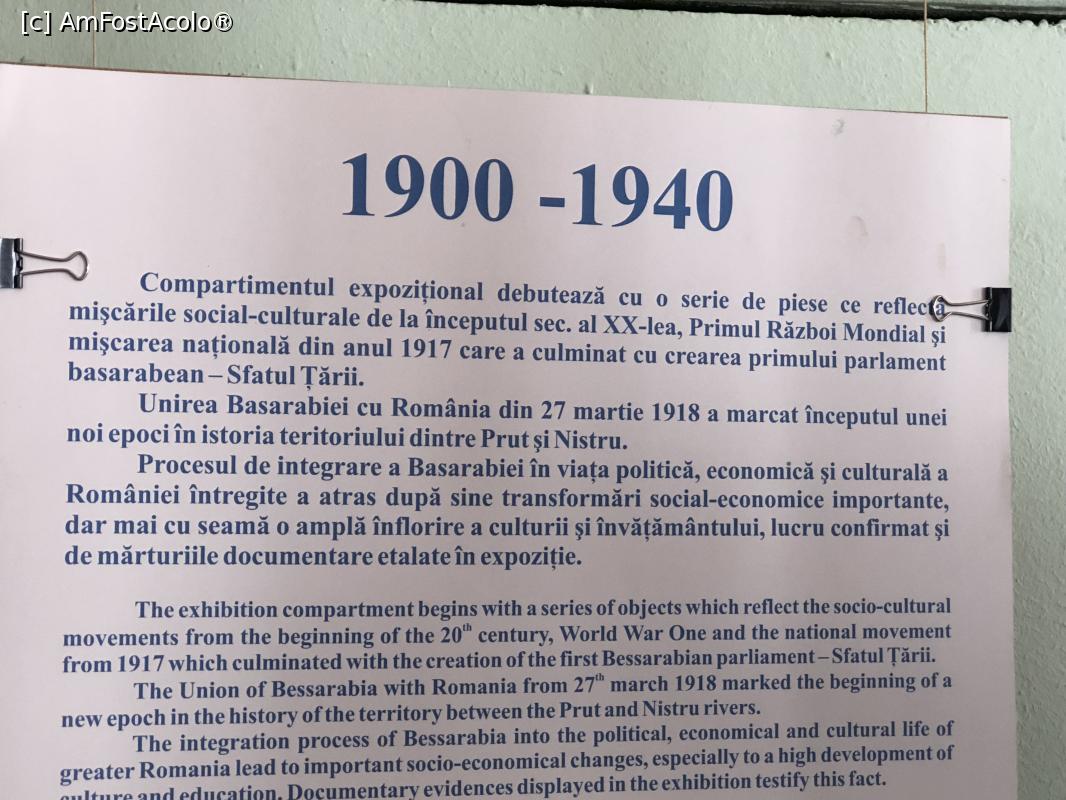 [c] AmFostAcolo®
1900 -1940
Compartimentul expozițional debutează cu o serie de piese ce reflectă
mişcările social-culturale de la începutul sec. al XX-lea, Primul Război Mondial şi
mişcarea națională din anul 1917 care a culminat cu crearea primului parlament
basarabean – Sfatul Țării.
Unirea Basarabiei cu România din 27 martie 1918 a marcat începutul unei
noi epoci în istoria teritoriului dintre Prut şi Nistru.
Procesul de integrare a Basarabiei în viața politică, economică şi culturală a
României întregite a atras după sine transformări social-economice importante,
dar mai cu seamă o amplă înflorire a culturii şi învățământului, lucru confirmat şi
de mărturiile documentare etalate în expoziție.
The exhibition compartment begins with a series of objects which reflect the socio-cultural
movements from the beginning of the 20th century, World War One and the national movement
from 1917 which culminated with the creation of the first Bessarabian parliament – Sfatul Țării.
The Union of Bessarabia with Romania from 27th march 1918 marked the beginning of a
new epoch in the history of the territory between the Prut and Nistru rivers.
The integration process of Bessarabia into the political, economical and cultural life of
greater Romania lead to important socio-economical changes, especially to a high development of
culture and education. Documentary evidences displayed in the exhibition testify this fact.